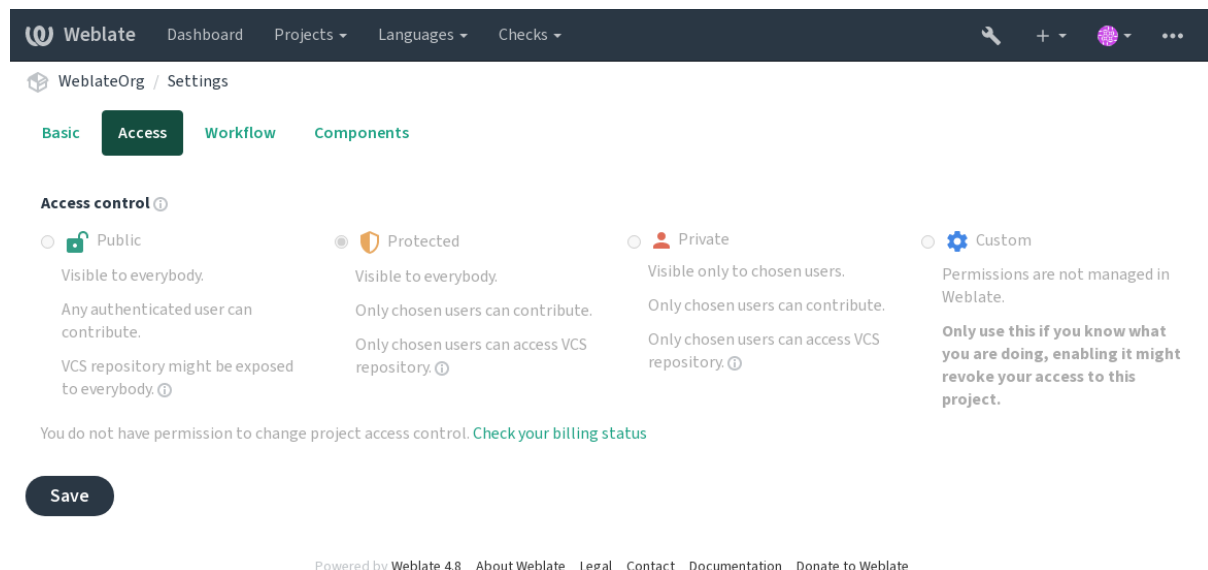 Weblate Dashboard Projects Languages Checks
WeblateOrg / Settings
Basic Access Workflow Components
Access control
Public
Visible to everybody.
Any authenticated user can
contribute.
VCS repository might be exposed
to everybody.
Protected
Visible to everybody.
Only chosen users can contribute.
Only chosen users can access VCS
repository.
Private
Visible only to chosen users.
Only chosen users can contribute.
Only chosen users can access VCS
repository.
Custom
Permissions are not managed in
Weblate.
Only use this if you know what
you are doing, enabling it might
revoke your access to this
project.
You do not have permission to change project access control. Check your billing status
Save
Powered by Weblate 4.8 About Weblate Legal Contact Documentation Donate to Weblate